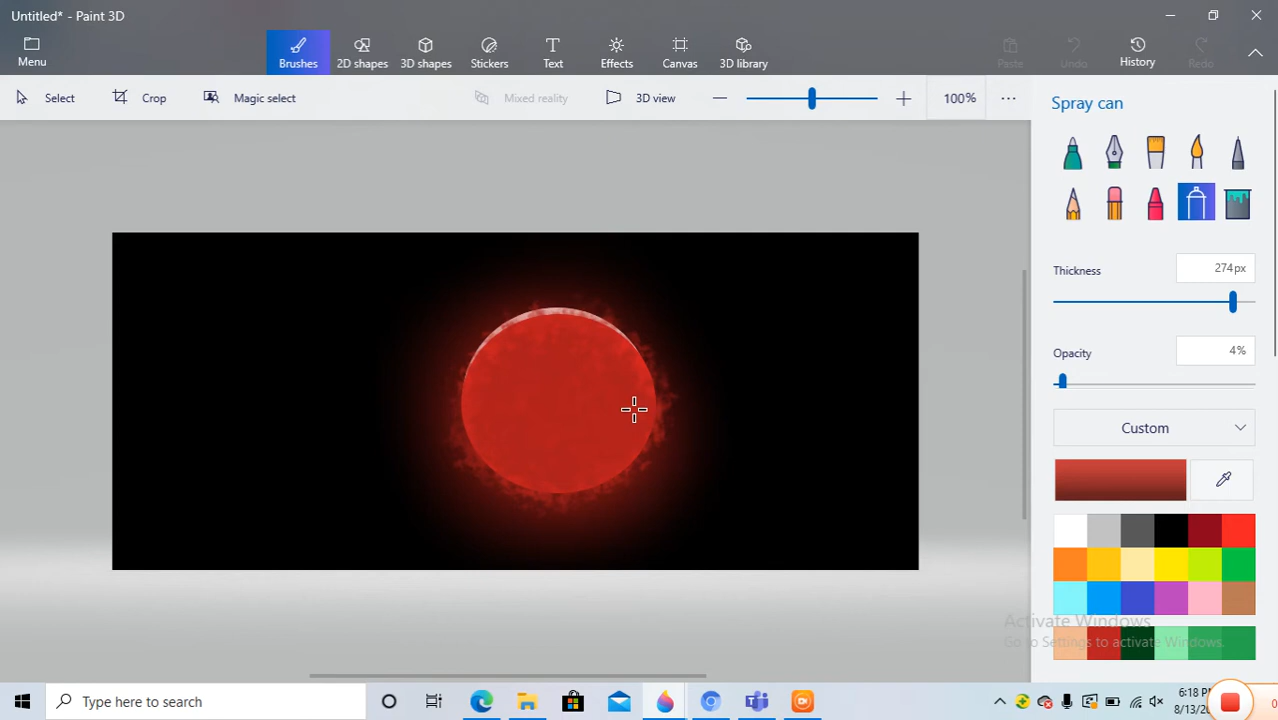 Untitled* - Paint 3D
Menu
Brushes
2D shapes
3D shapes
Stickers
Text
Effects
Canvas
3D library
Paste
Undo
History
Redo
Select
Crop
Magic select
Mixed reality
3D view
100%
Spray can
Thickness
274px
Opacity
4%
Custom
Activate Windows
Go to Settings to activate Windows.
Type here to search
6:18 P
8/13/2